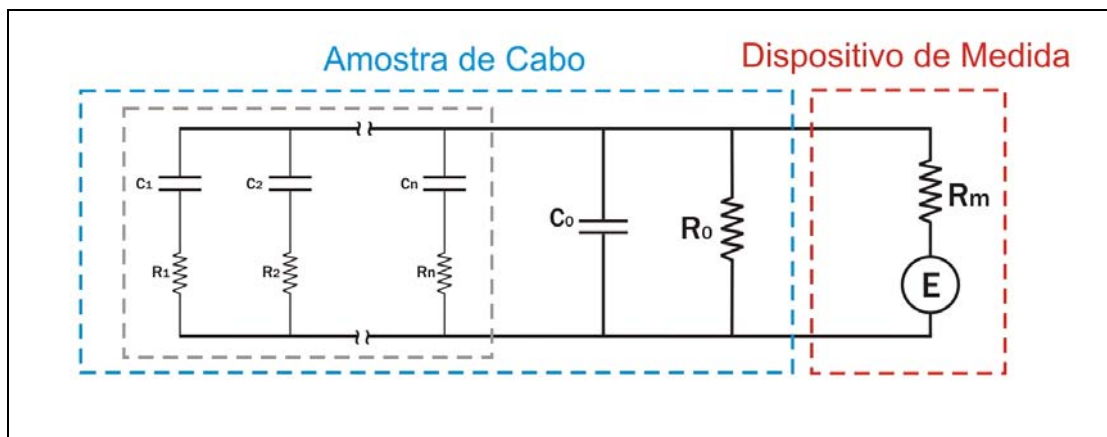 Amostra de Cabo
Dispositivo de Medida
C1
C2
Cn
C0
R0
Rm
R1
R2
Rn
E